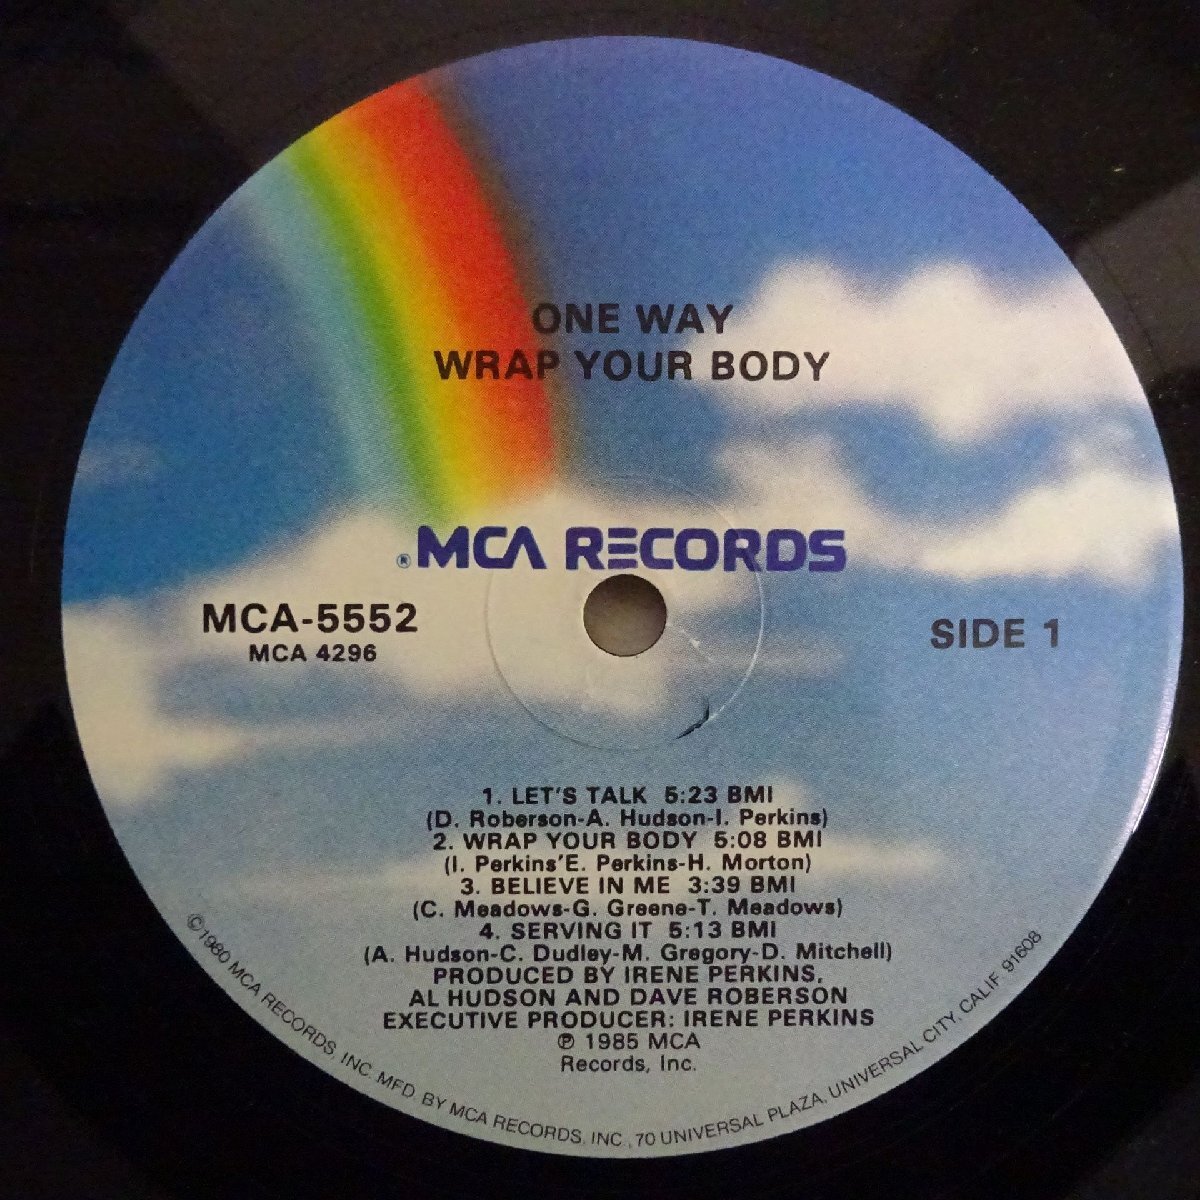 ONE WAY
WRAP YOUR BODY
® MCA RECORDS
MCA-5552
MCA 4296
SIDE 1
1. LET'S TALK 5:23 BMI
(D. Roberson-A. Hudson-I. Perkins)
2. WRAP YOUR BODY 5:08 BMI
(I. Perkins'E. Perkins-H. Morton)
3. BELIEVE IN ME 3:39 BMI
(C. Meadows-G. Greene-T. Meadows)
4. SERVING IT 5:13 BMI
(A. Hudson-C. Dudley-M. Gregory-D. Mitchell)
PRODUCED BY IRENE PERKINS,
AL HUDSON AND DAVE ROBERSON
EXECUTIVE PRODUCER: IRENE PERKINS
℗ 1985 MCA
Records, Inc.
©1980 MCA RECORDS, INC. MFD. BY MCA RECORDS, INC., 70 UNIVERSAL PLAZA, UNIVERSAL CITY, CALIF. 91608